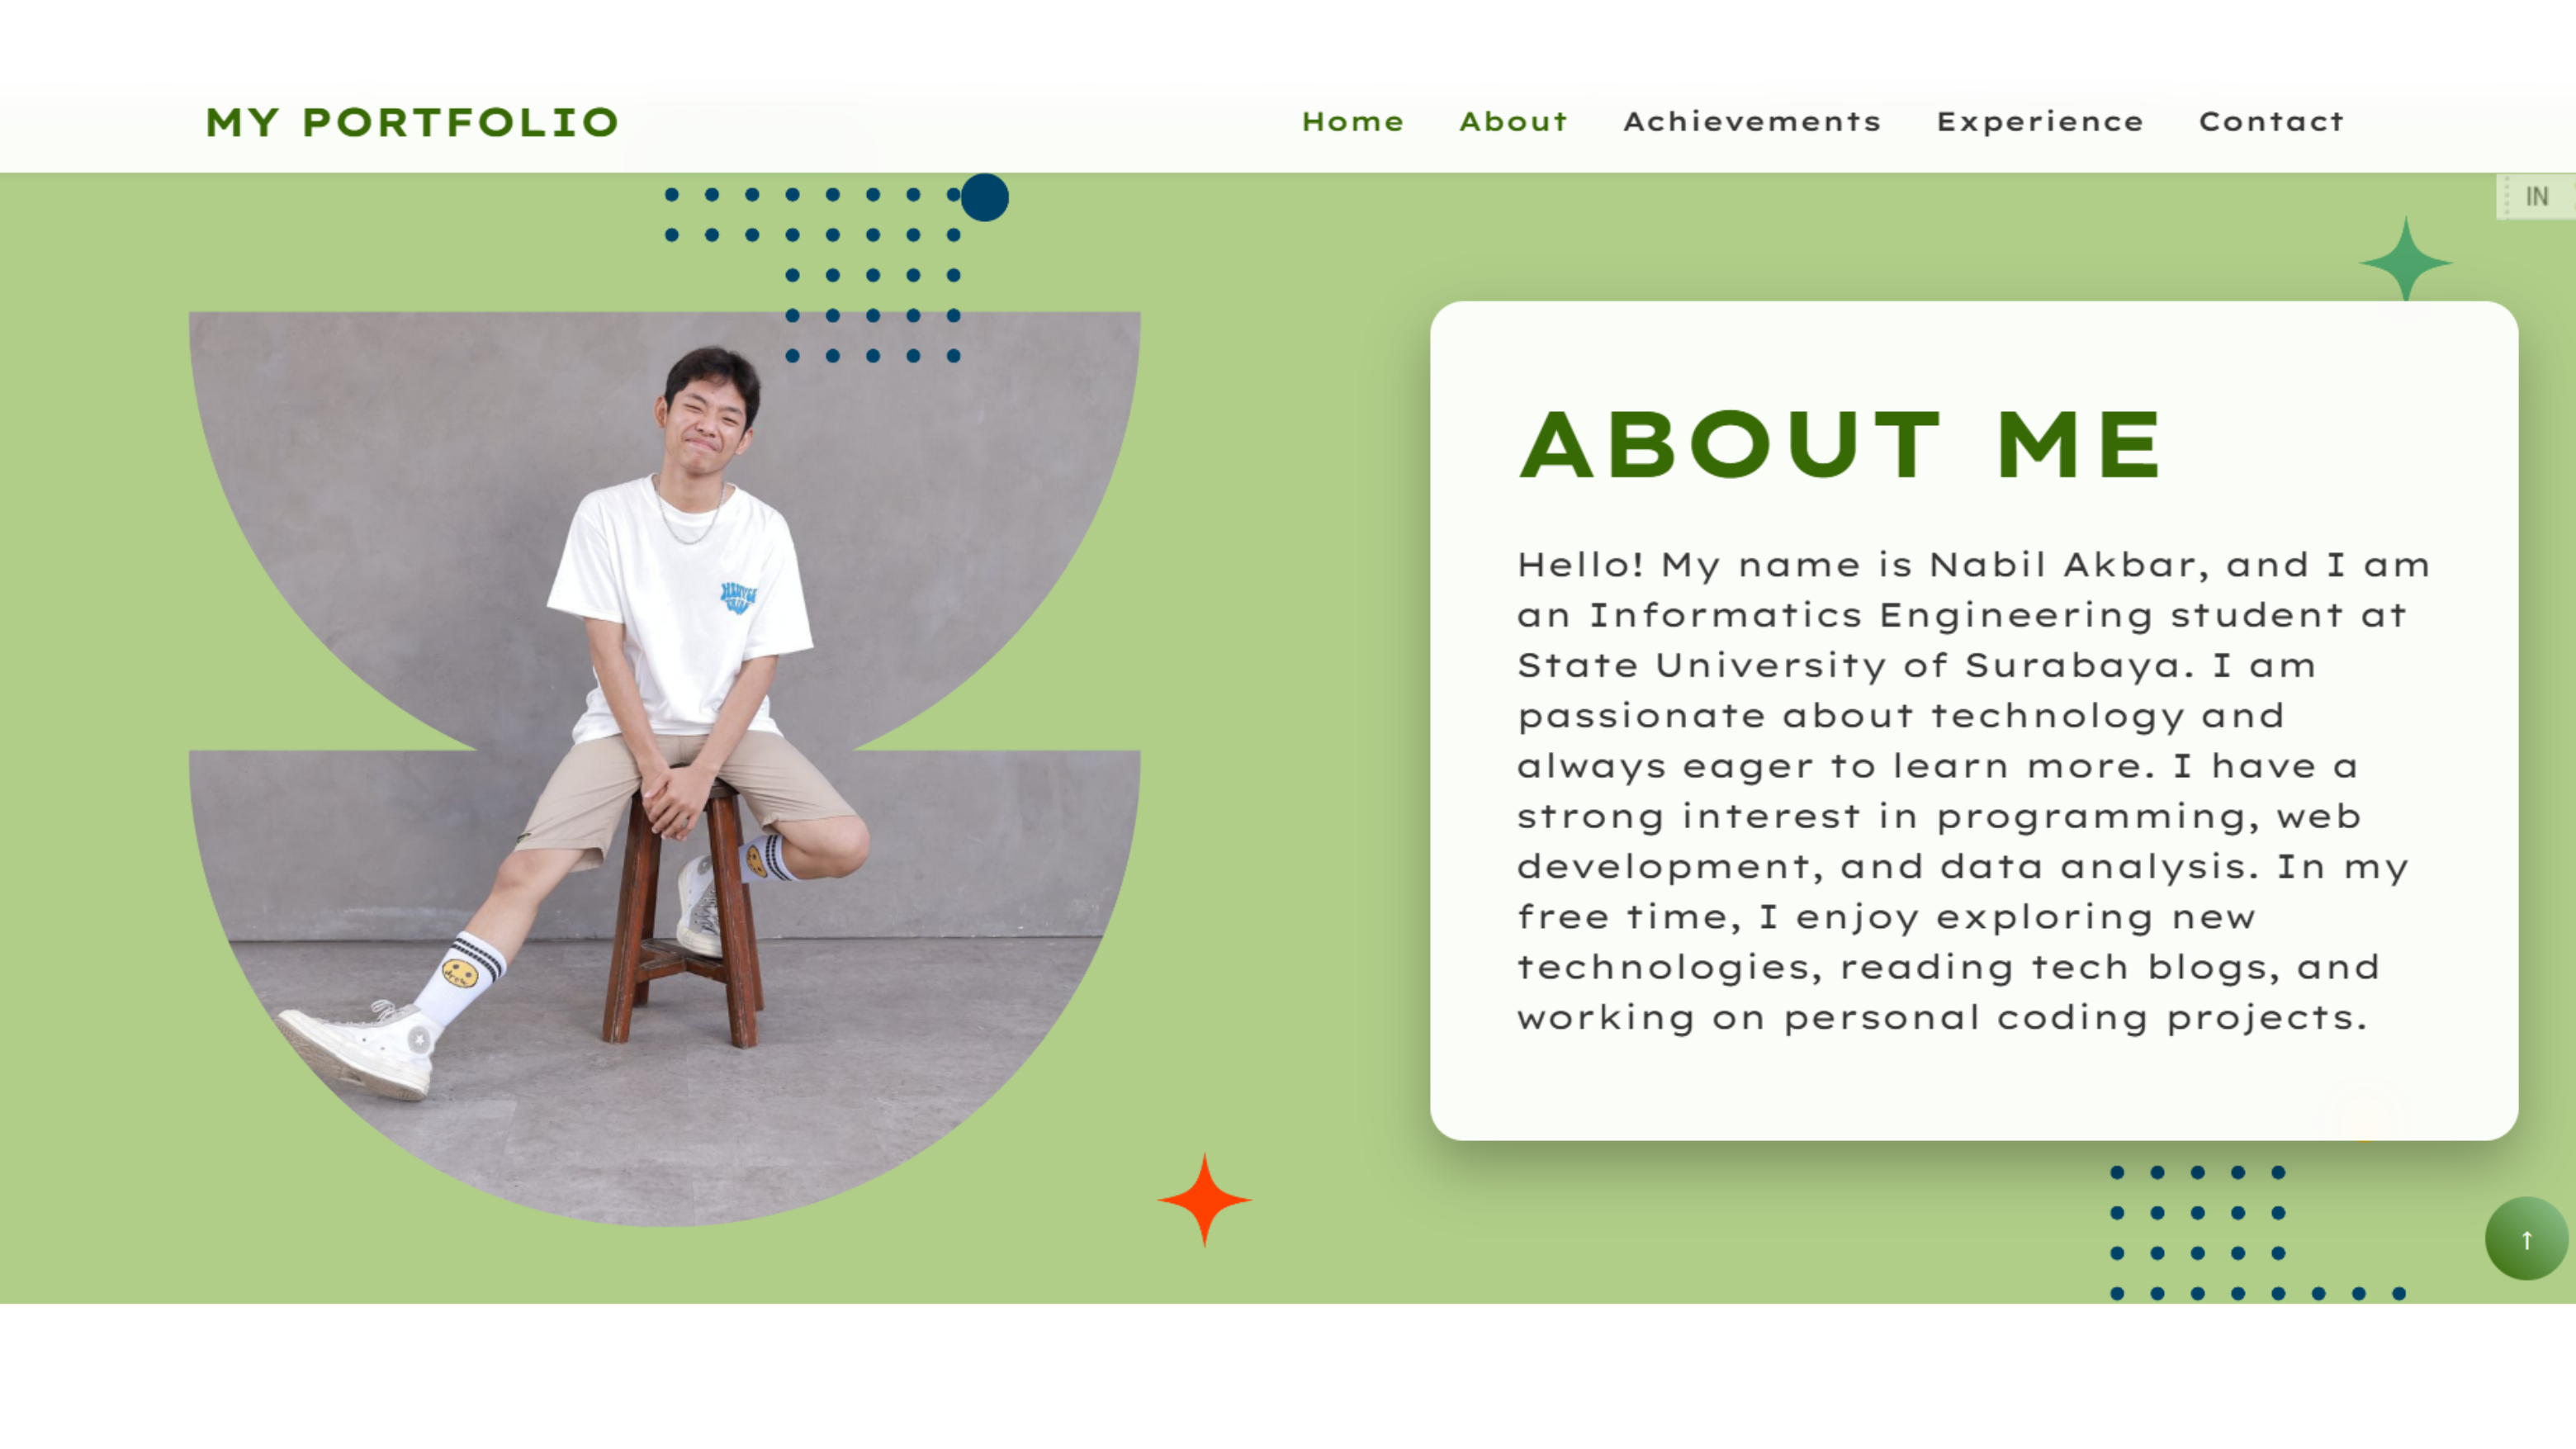 MY PORTFOLIO
Home About Achievements Experience Contact
IN
ABOUT ME
Hello! My name is Nabil Akbar, and I am
an Informatics Engineering student at
State University of Surabaya. I am
passionate about technology and
always eager to learn more. I have a
strong interest in programming, web
development, and data analysis. In my
free time, I enjoy exploring new
technologies, reading tech blogs, and
working on personal coding projects.
↑